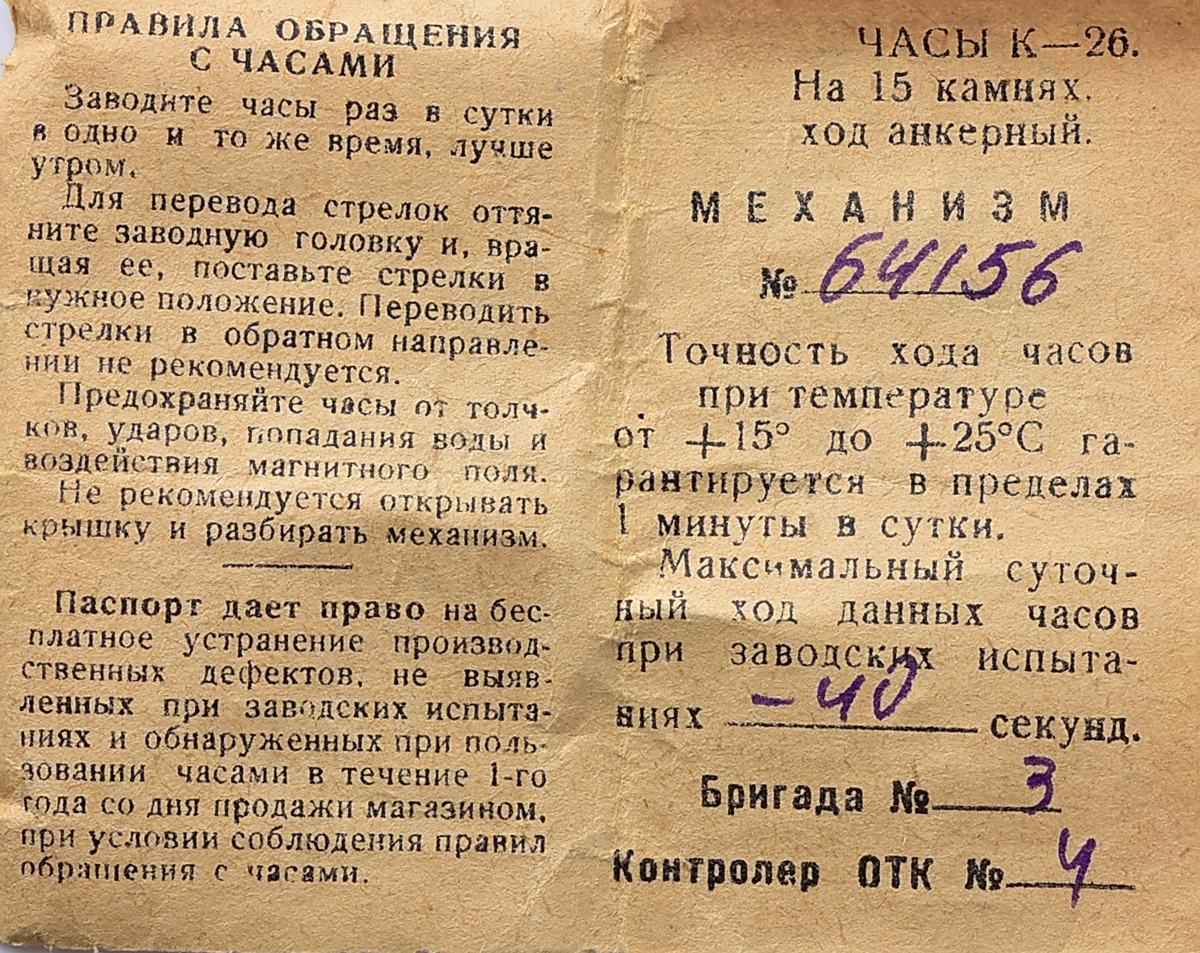 ПРАВИЛА ОБРАЩЕНИЯ
С ЧАСАМИ
Заводите часы раз в сутки
в одно и то же время, лучше
утром.
Для перевода стрелок оття-
ните заводную головку и, вра-
щая ее, поставьте стрелки в
нужное положение. Переводить
стрелки в обратном направле-
нии не рекомендуется.
Предохраняйте часы от толч-
ков, ударов, попадания воды и
воздействия магнитного поля.
Не рекомендуется открывать
крышку и разбирать механизм.
Паспорт дает право на бес-
платное устранение производ-
ственных дефектов, не выяв-
ленных при заводских испыта-
ниях и обнаруженных при поль-
зовании часами в течение 1-го
года со дня продажи магазином,
при условии соблюдения правил
обращения с часами.
ЧАСЫ К—26.
На 15 камнях.
ход анкерный.
МЕХАНИЗМ
№ 64156
Точность хода часов
при температуре
от +15° до +25°С га-
рантируется в пределах
1 минуты в сутки.
Максимальный суточ-
ный ход данных часов
при заводских испыта-
ниях -40 секунд.
Бригада № 3
Контролер ОТК № 4